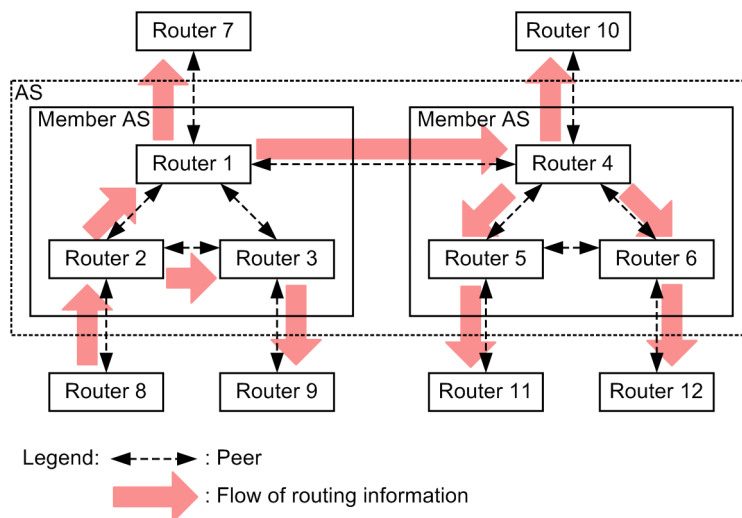 Router 7
Router 10
AS
Member AS
Member AS
Router 1
Router 4
Router 2
Router 3
Router 5
Router 6
Router 8
Router 9
Router 11
Router 12
Legend: : Peer
: Flow of routing information